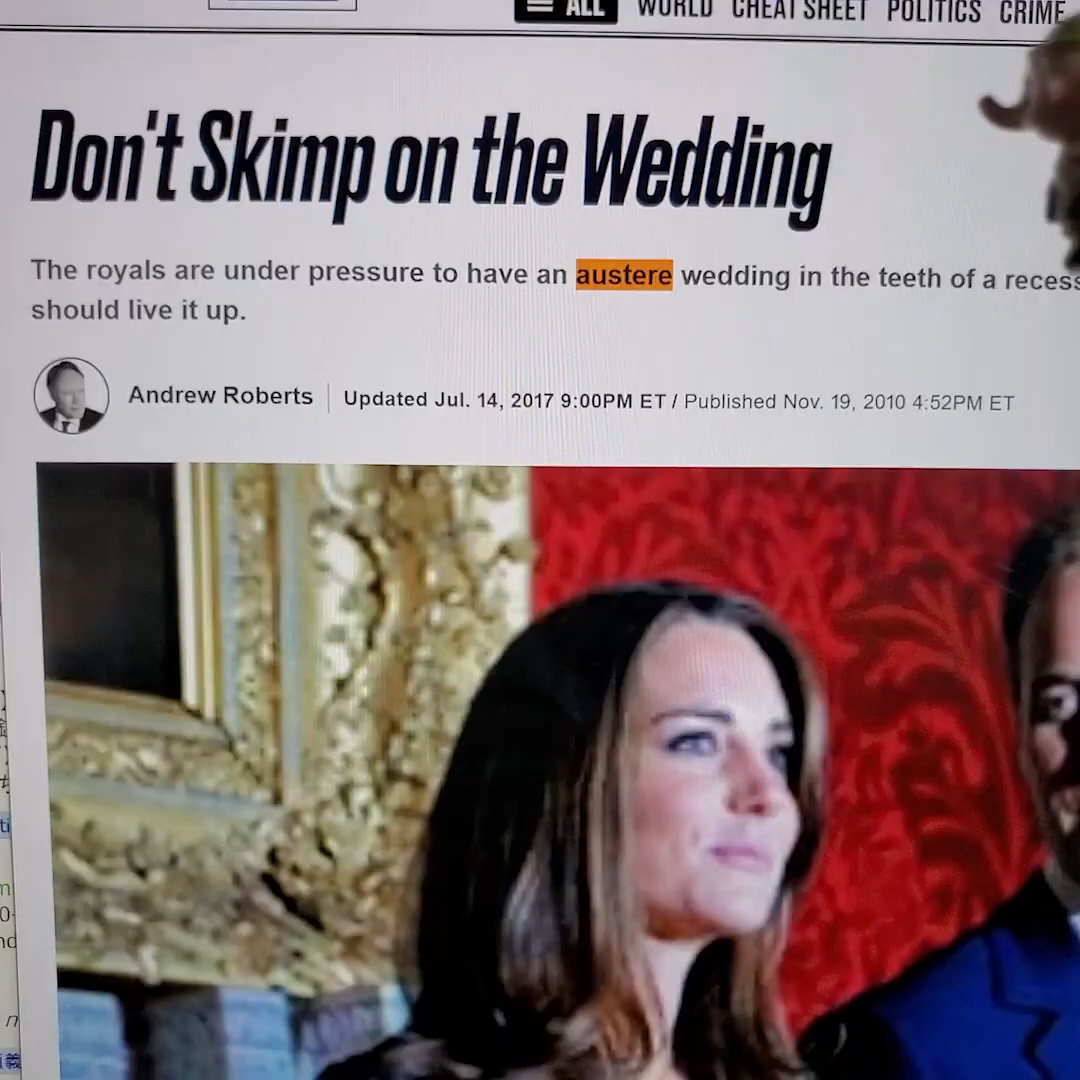 ALL WORLD CHEAT SHEET POLITICS CRIME
Don't Skimp on the Wedding
The royals are under pressure to have an austere wedding in the teeth of a recess
should live it up.
Andrew Roberts Updated Jul. 14, 2017 9:00PM ET / Published Nov. 19, 2010 4:52PM ET